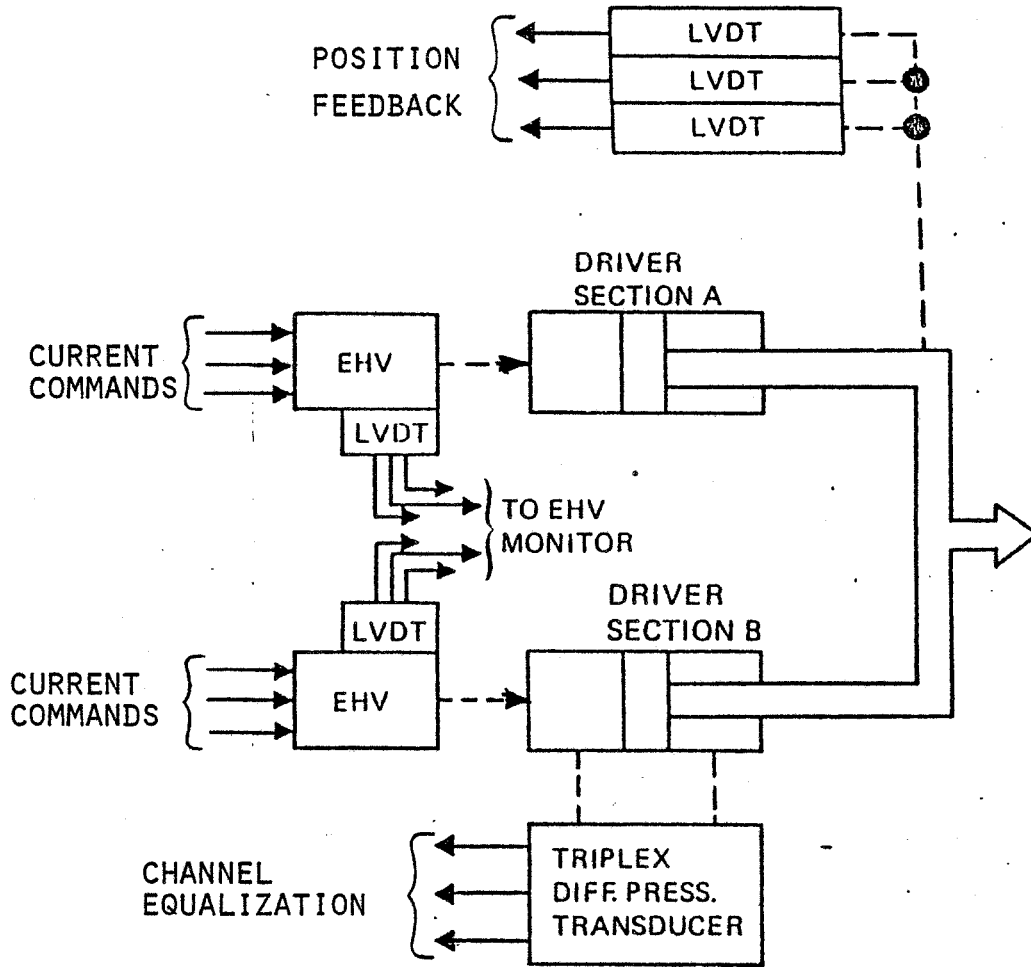 POSITION
FEEDBACK
LVDT
LVDT
LVDT
DRIVER
SECTION A
CURRENT
COMMANDS
EHV
LVDT
TO EHV
MONITOR
LVDT
DRIVER
SECTION B
CURRENT
COMMANDS
EHV
CHANNEL
EQUALIZATION
TRIPLEX
DIFF. PRESS.
TRANSDUCER